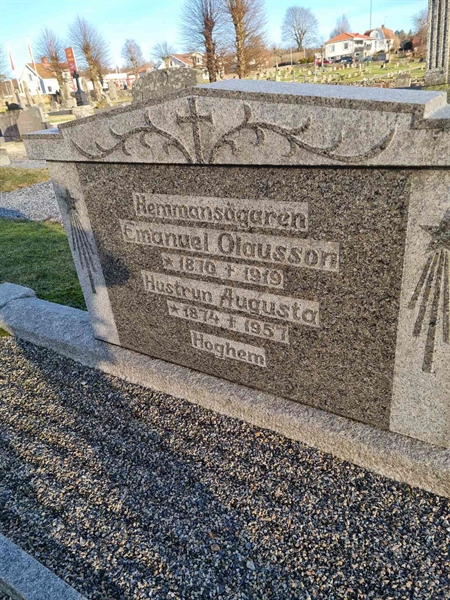 Hemmansägaren
Emanuel Olausson
* 1870 † 1919
Hustrun Augusta
* 1874 † 1957
Hoghem